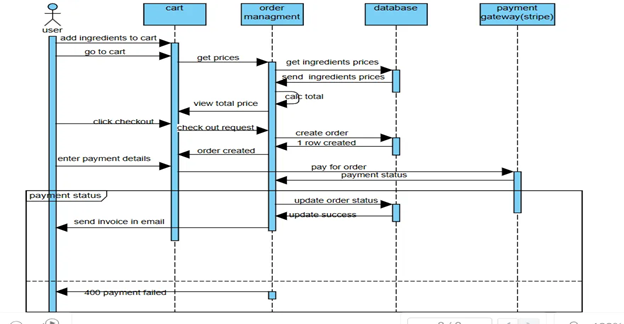 cart
order
managment
database
payment
gateway(stripe)
user
add ingredients to cart
go to cart
get prices
get ingredients prices
send ingredients prices
calc total
view total price
click checkout
check out request
create order
1 row created
order created
enter payment details
pay for order
payment status
payment status
update order status
update success
send invoice in email
400 payment failed